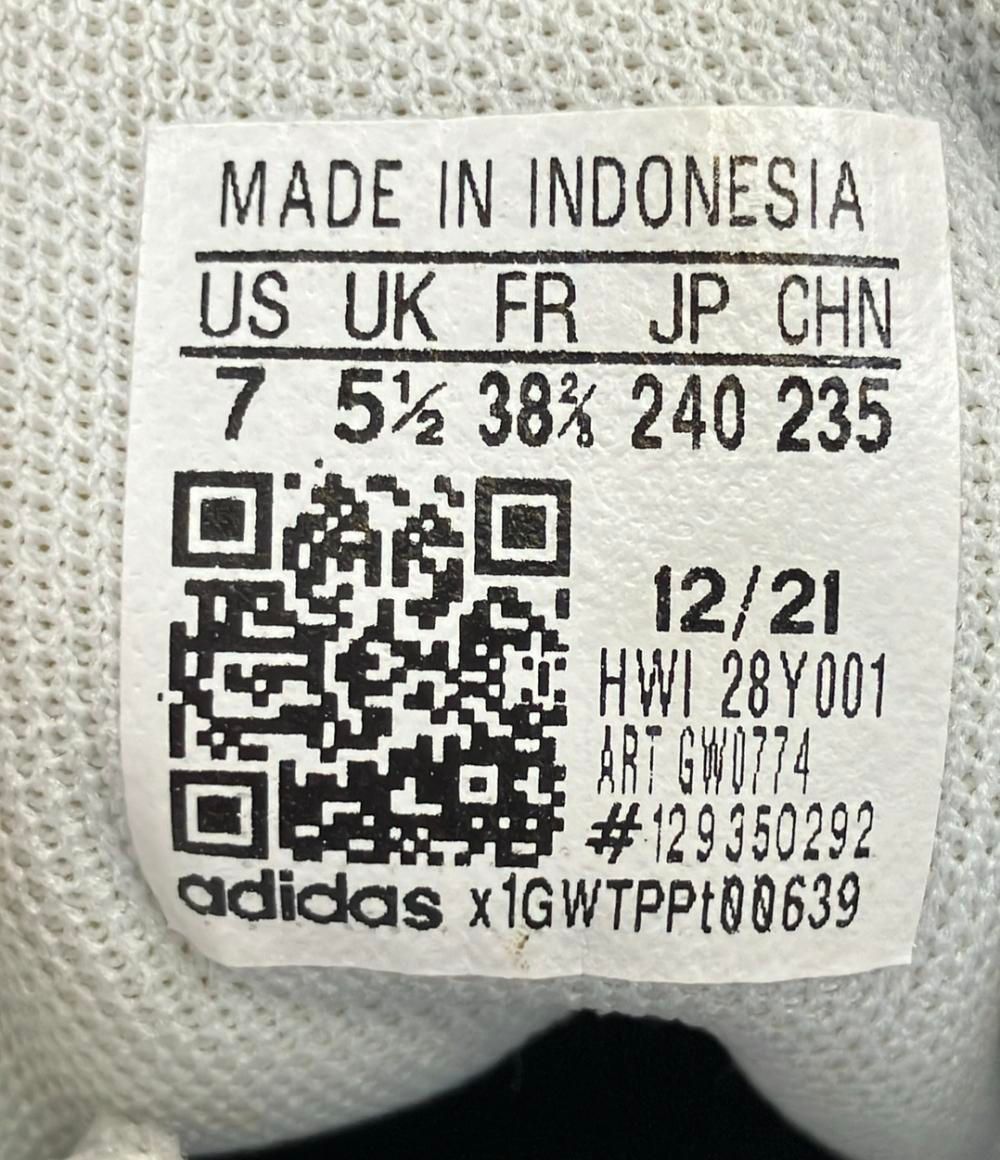 MADE IN INDONESIA
US UK FR JP CHN
7 5½ 38⅔ 240 235
12/21
HWI 28Y001
ART GW0774
#129350292
adidas x1GWTPPt00639